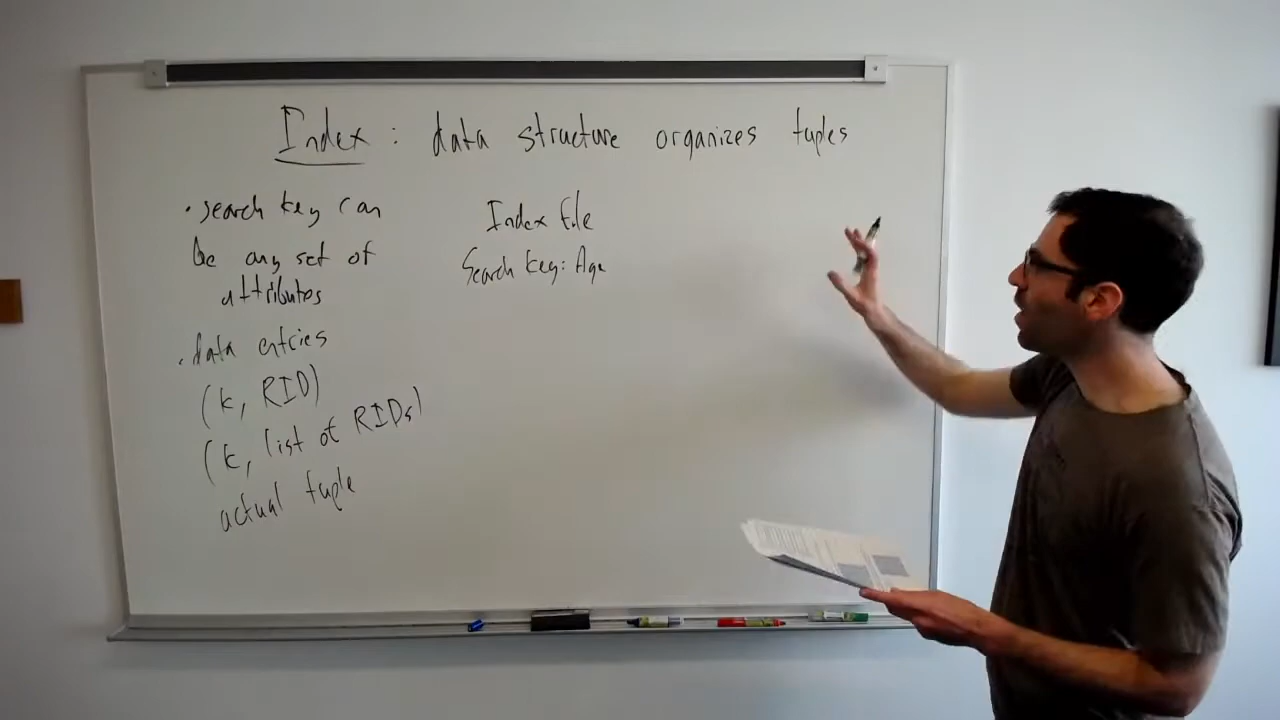 Index : data structure organizes tuples
• search key can
be any set of
attributes
• data entries
(k, RID)
(k, list of RIDs)
actual tuple
Index File
Search key: Age